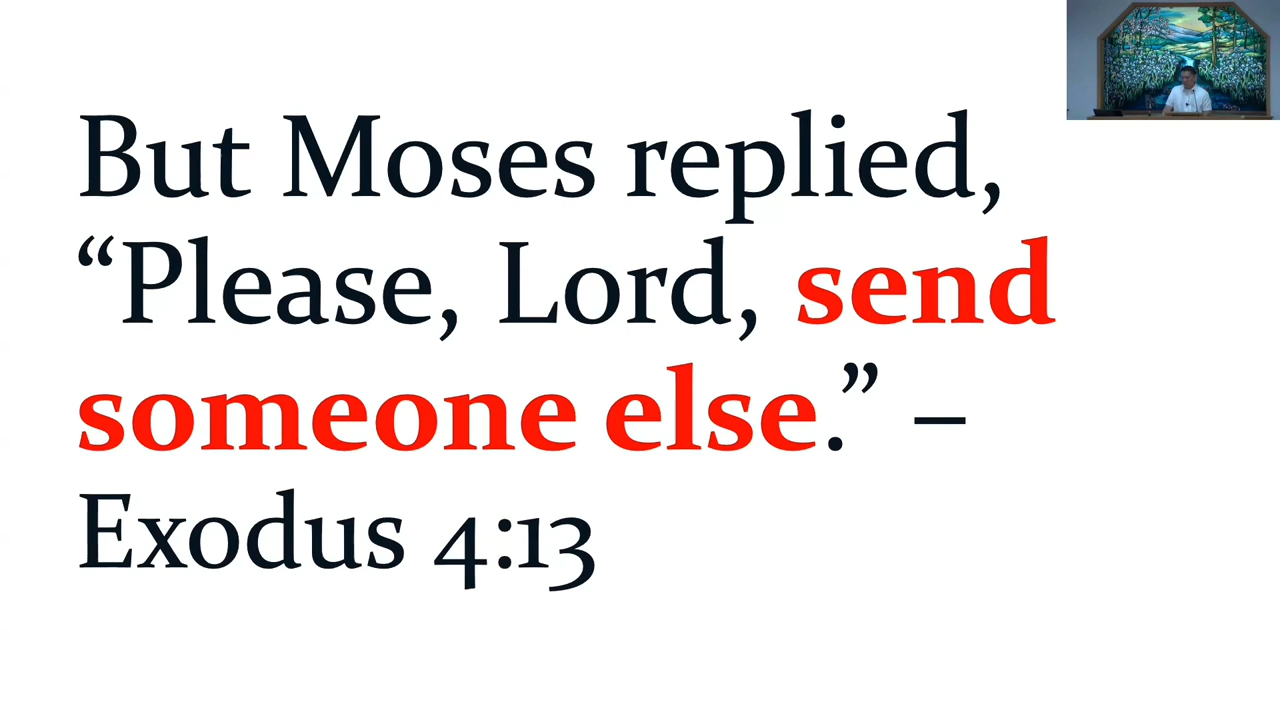 But Moses replied,
“Please, Lord, send
someone else.” –
Exodus 4:13